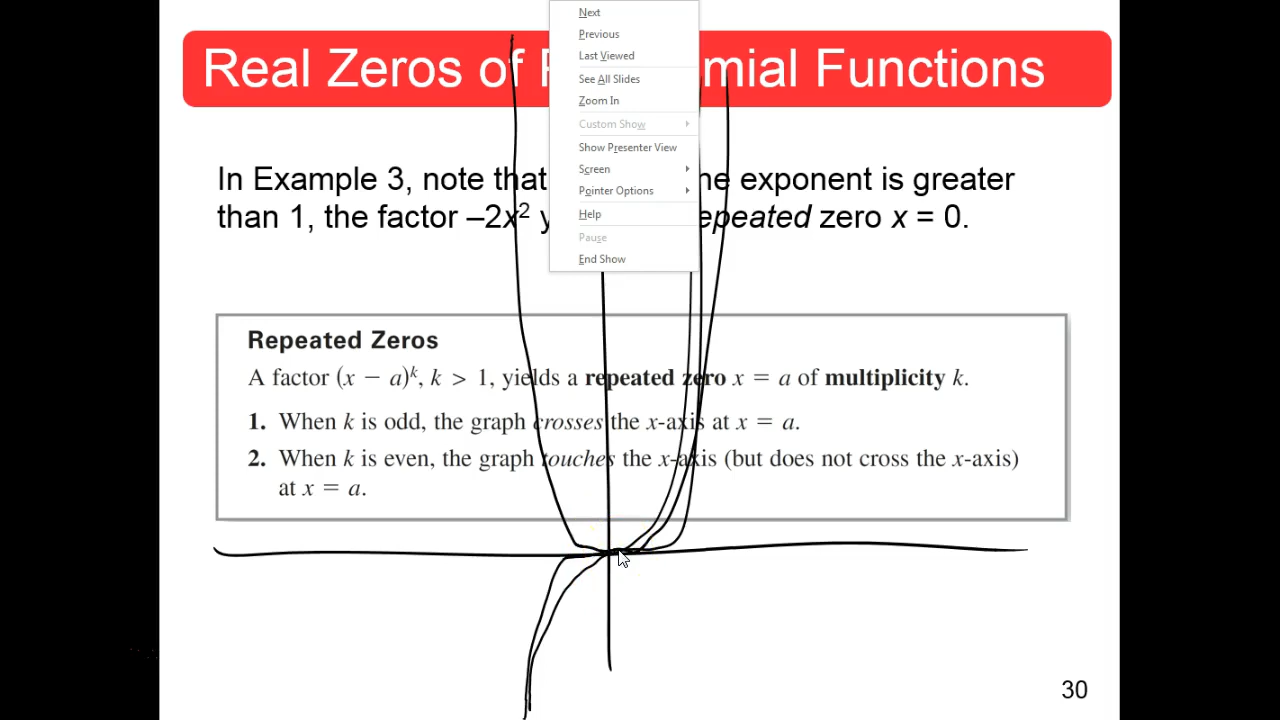 Next
Previous
Last Viewed
See All Slides
Zoom In
Custom Show
Show Presenter View
Screen
Pointer Options
Help
Pause
End Show
Real Zeros of P mial Functions
In Example 3, note that he exponent is greater
than 1, the factor –2x² y epeated zero x = 0.
Repeated Zeros
A factor (x − a)ᵏ, k > 1, yields a repeated zero x = a of multiplicity k.
1. When k is odd, the graph crosses the x-axis at x = a.
2. When k is even, the graph touches the x-axis (but does not cross the x-axis)
at x = a.
30